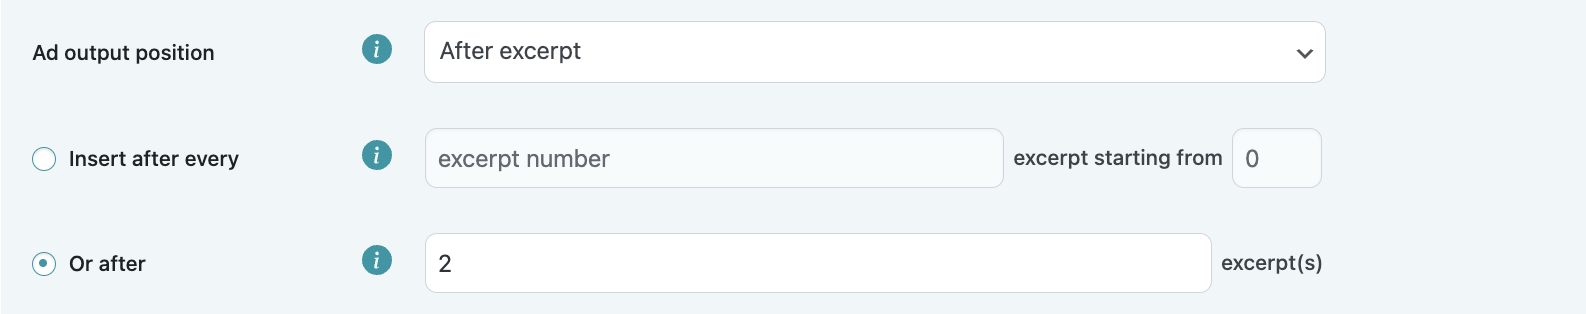 Ad output position i After excerpt
Insert after every i excerpt number excerpt starting from 0
Or after i 2 excerpt(s)